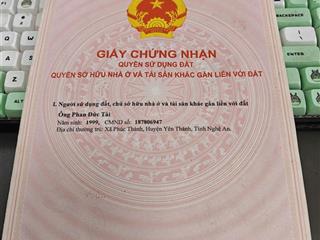 GIẤY CHỨNG NHẬN
QUYỀN SỬ DỤNG ĐẤT
QUYỀN SỞ HỮU NHÀ Ở VÀ TÀI SẢN KHÁC GẮN LIỀN VỚI ĐẤT
I. Người sử dụng đất, chủ sở hữu nhà ở và tài sản khác gắn liền với đất
Ông Phan Đức Tài
Năm sinh: 1999, CMND số: 187806947
Địa chỉ thường trú: Xã Phúc Thành, Huyện Yên Thành, Tỉnh Nghệ An.